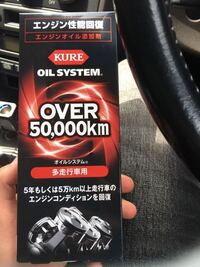 エンジン性能回復
エンジンオイル添加剤
KURE
OIL SYSTEM
OVER
50,000km
オイルシステム®
多走行車用
5年もしくは5万km以上走行車の
エンジンコンディションを回復